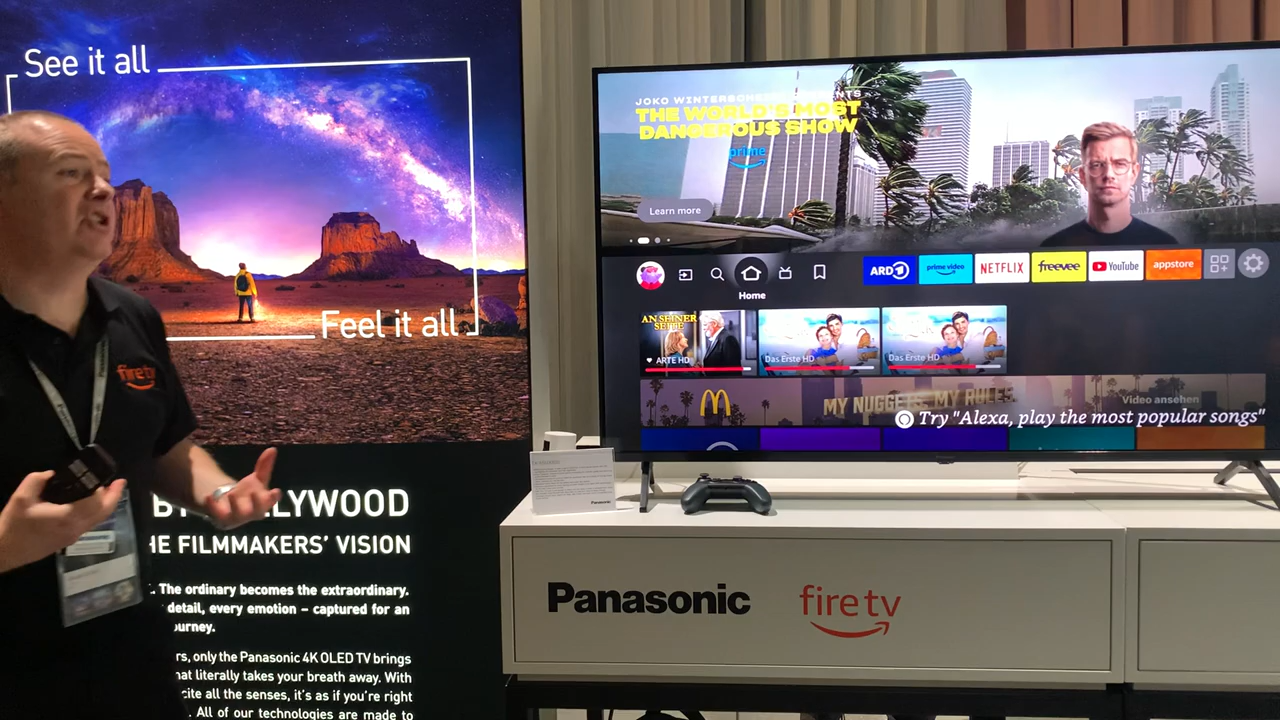 See it all
Feel it all
fire tv
Panasonic
LYWOOD
HE FILMMAKERS' VISION
The ordinary becomes the extraordinary.
detail, every emotion – captured for an
ourney.
rs, only the Panasonic 4K OLED TV brings
hat literally takes your breath away. With
cite all the senses, it's as if you're right
. All of our technologies are made to
THE WORLD'S MOST
DANGEROUS SHOW
prime
Learn more
Home
ARD 1
prime video
NETFLIX
freevee
YouTube
appstore
AN SEINER
SEITE
ARTE HD
Das Erste HD
Das Erste HD
MY NUGGETS, MY RULES.
Video ansehen
Try "Alexa, play the most popular songs"
Panasonic
Panasonic
fire tv